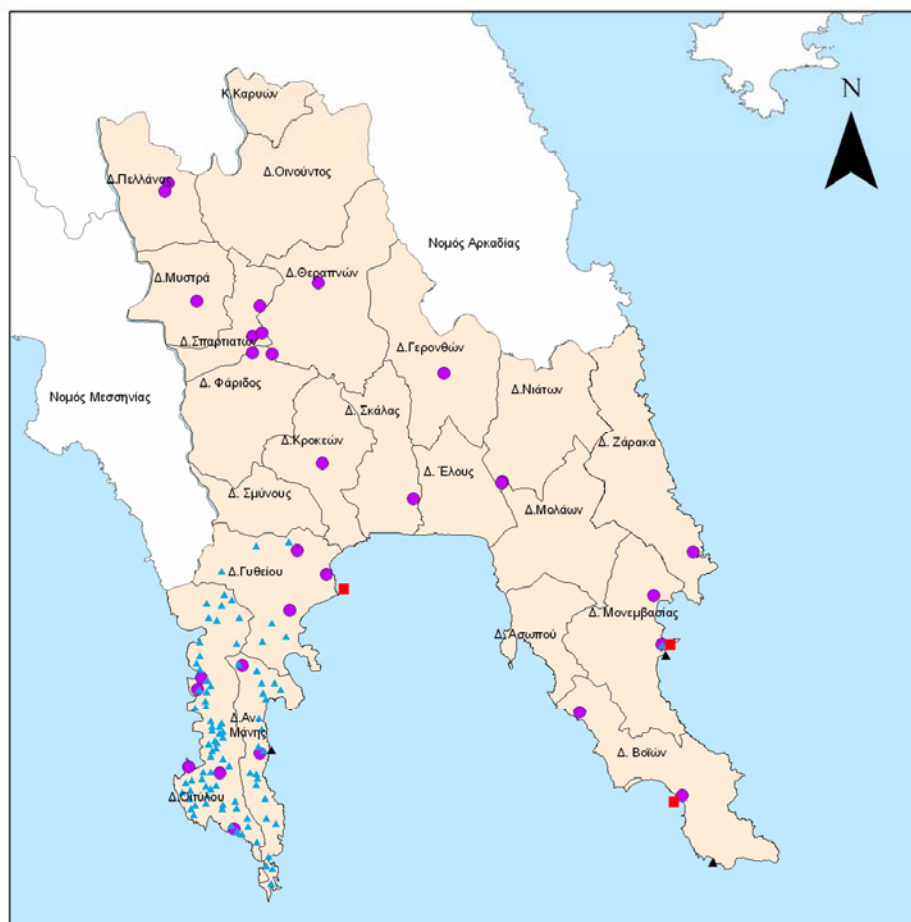 N
Κ.Καρυών
Δ.Πελλάνας
Δ.Οινούντος
Νομός Αρκαδίας
Δ.Μυστρά
Δ.Θεραπνών
Δ.Σπαρτιατών
Δ.Γερονθών
Δ. Φάριδος
Νομός Μεσσηνίας
Δ.Νιάτων
Δ. Σκάλας
Δ.Κροκεών
Δ. Ζάρακα
Δ. Έλους
Δ. Σμύνους
Δ.Μολάων
Δ.Γυθείου
Δ. Μονεμβασίας
Δ. Ασωπού
Δ.Αν.
Μάνης
Δ. Βοϊών
Δ.Οιτύλου